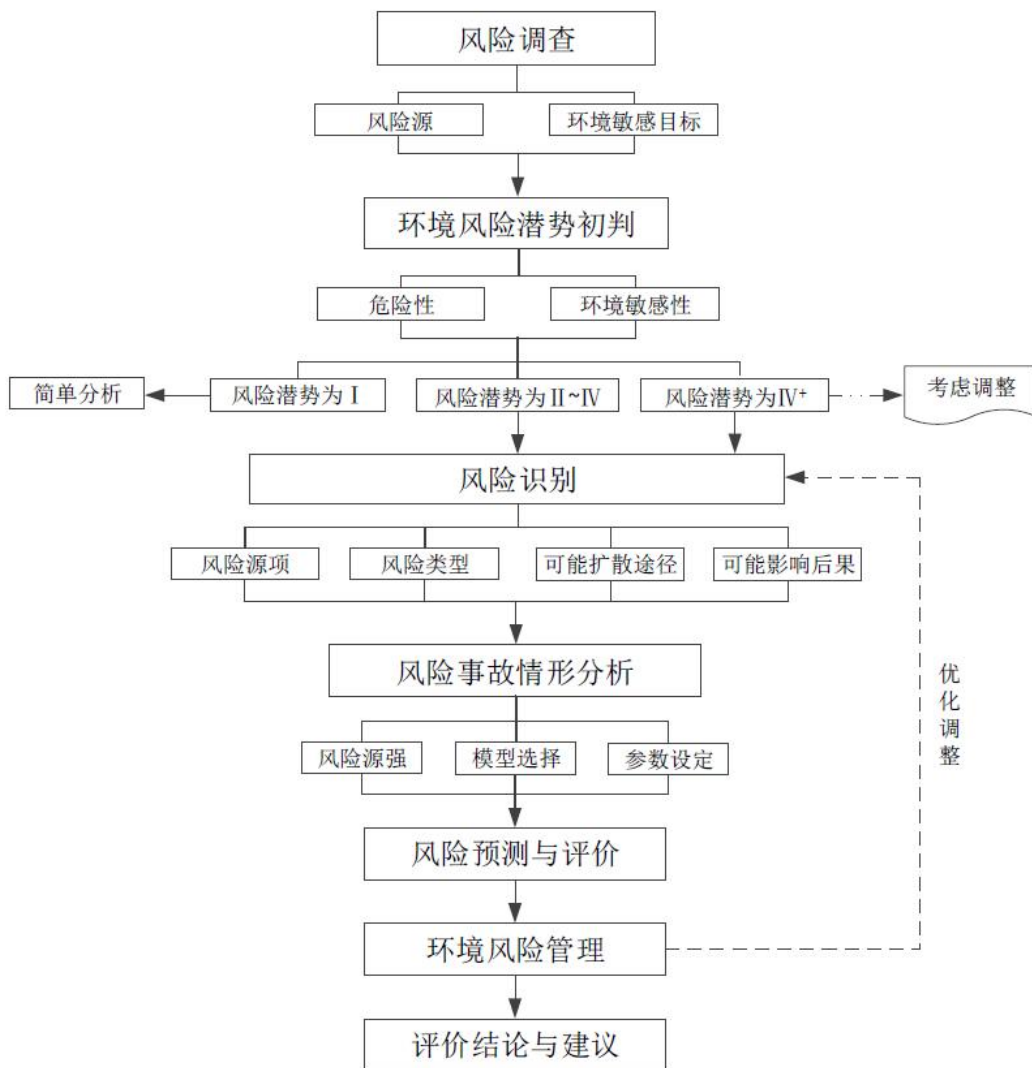 风险调查
风险源
环境敏感目标
环境风险潜势初判
危险性
环境敏感性
简单分析
风险潜势为Ⅰ
风险潜势为Ⅱ~Ⅳ
风险潜势为Ⅳ⁺
考虑调整
风险识别
风险源项
风险类型
可能扩散途径
可能影响后果
风险事故情形分析
优化调整
风险源强
模型选择
参数设定
风险预测与评价
环境风险管理
评价结论与建议